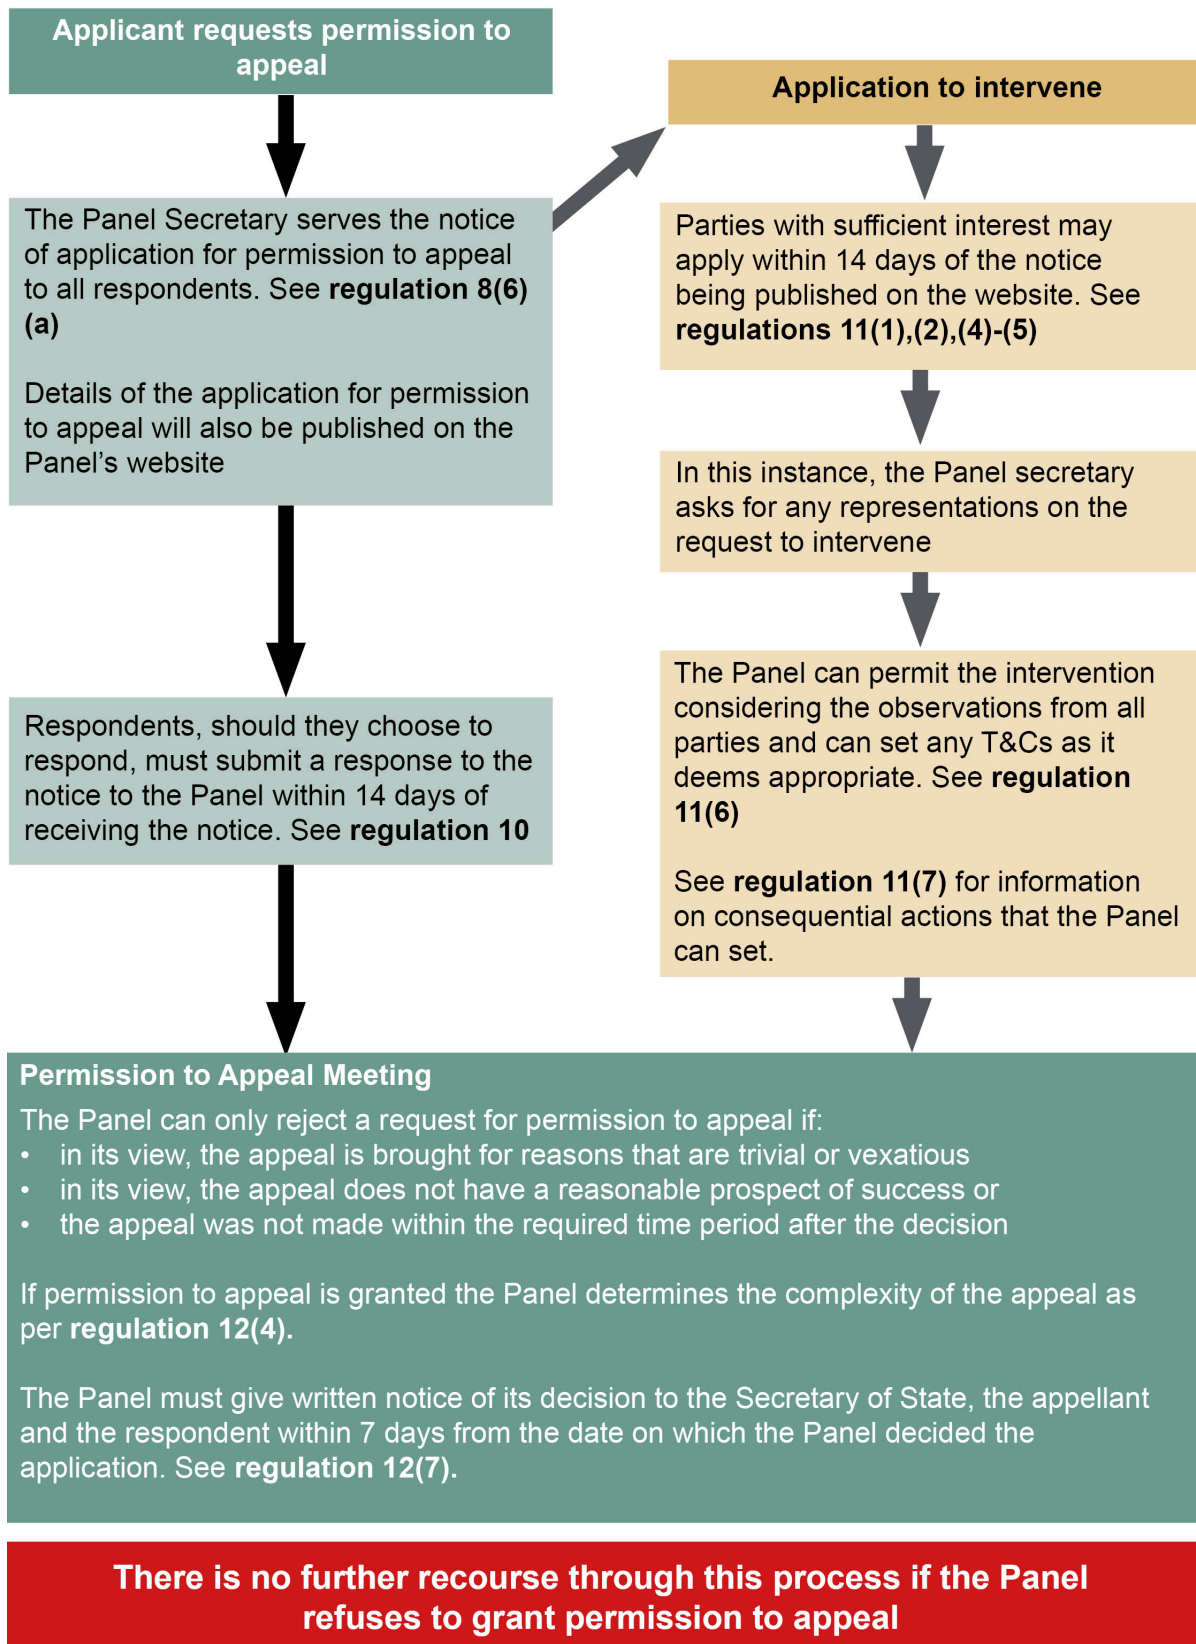 Applicant requests permission to
appeal
The Panel Secretary serves the notice
of application for permission to appeal
to all respondents. See regulation 8(6)
(a)
Details of the application for permission
to appeal will also be published on the
Panel’s website
Respondents, should they choose to
respond, must submit a response to the
notice to the Panel within 14 days of
receiving the notice. See regulation 10
Application to intervene
Parties with sufficient interest may
apply within 14 days of the notice
being published on the website. See
regulations 11(1),(2),(4)-(5)
In this instance, the Panel secretary
asks for any representations on the
request to intervene
The Panel can permit the intervention
considering the observations from all
parties and can set any T&Cs as it
deems appropriate. See regulation
11(6)
See regulation 11(7) for information
on consequential actions that the Panel
can set.
Permission to Appeal Meeting
The Panel can only reject a request for permission to appeal if:
• in its view, the appeal is brought for reasons that are trivial or vexatious
• in its view, the appeal does not have a reasonable prospect of success or
• the appeal was not made within the required time period after the decision
If permission to appeal is granted the Panel determines the complexity of the appeal as
per regulation 12(4).
The Panel must give written notice of its decision to the Secretary of State, the appellant
and the respondent within 7 days from the date on which the Panel decided the
application. See regulation 12(7).
There is no further recourse through this process if the Panel
refuses to grant permission to appeal